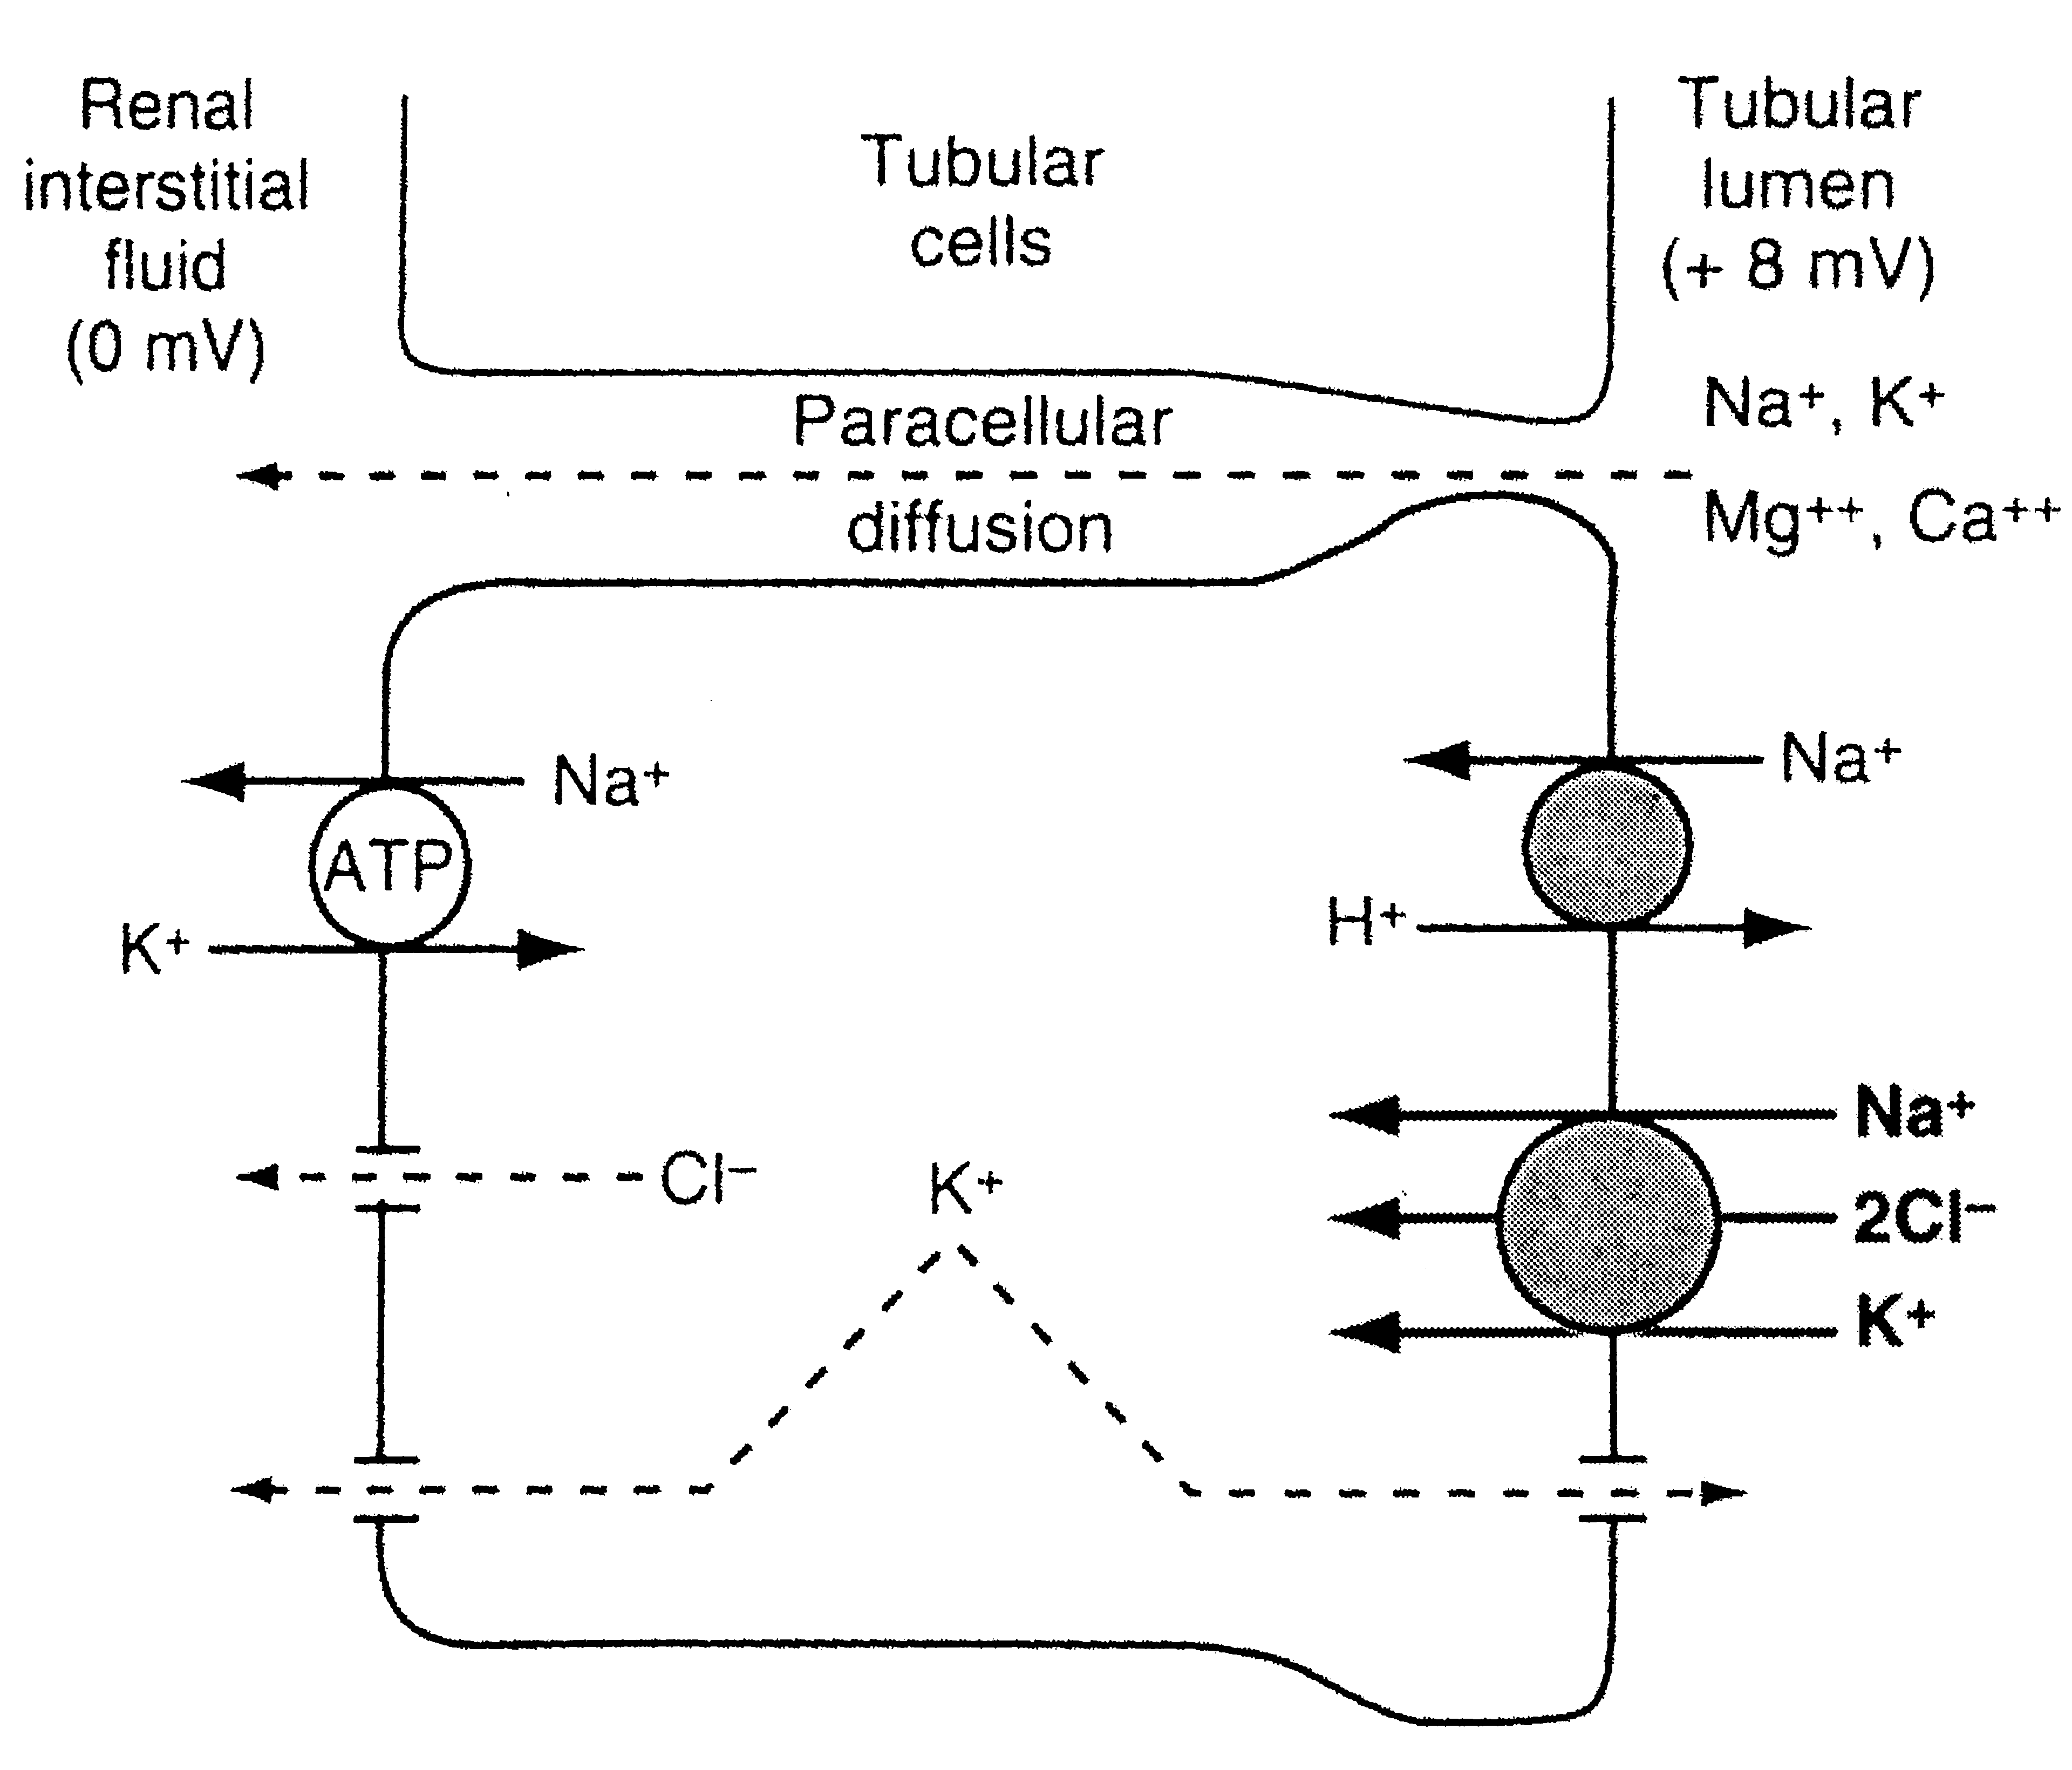 Renal
interstitial
fluid
(0 mV)
Tubular
cells
Tubular
lumen
(+ 8 mV)
Na⁺, K⁺
Paracellular
diffusion
Mg⁺⁺, Ca⁺⁺
Na⁺
ATP
K⁺
Na⁺
H⁺
Cl⁻
K⁺
Na⁺
2Cl⁻
K⁺